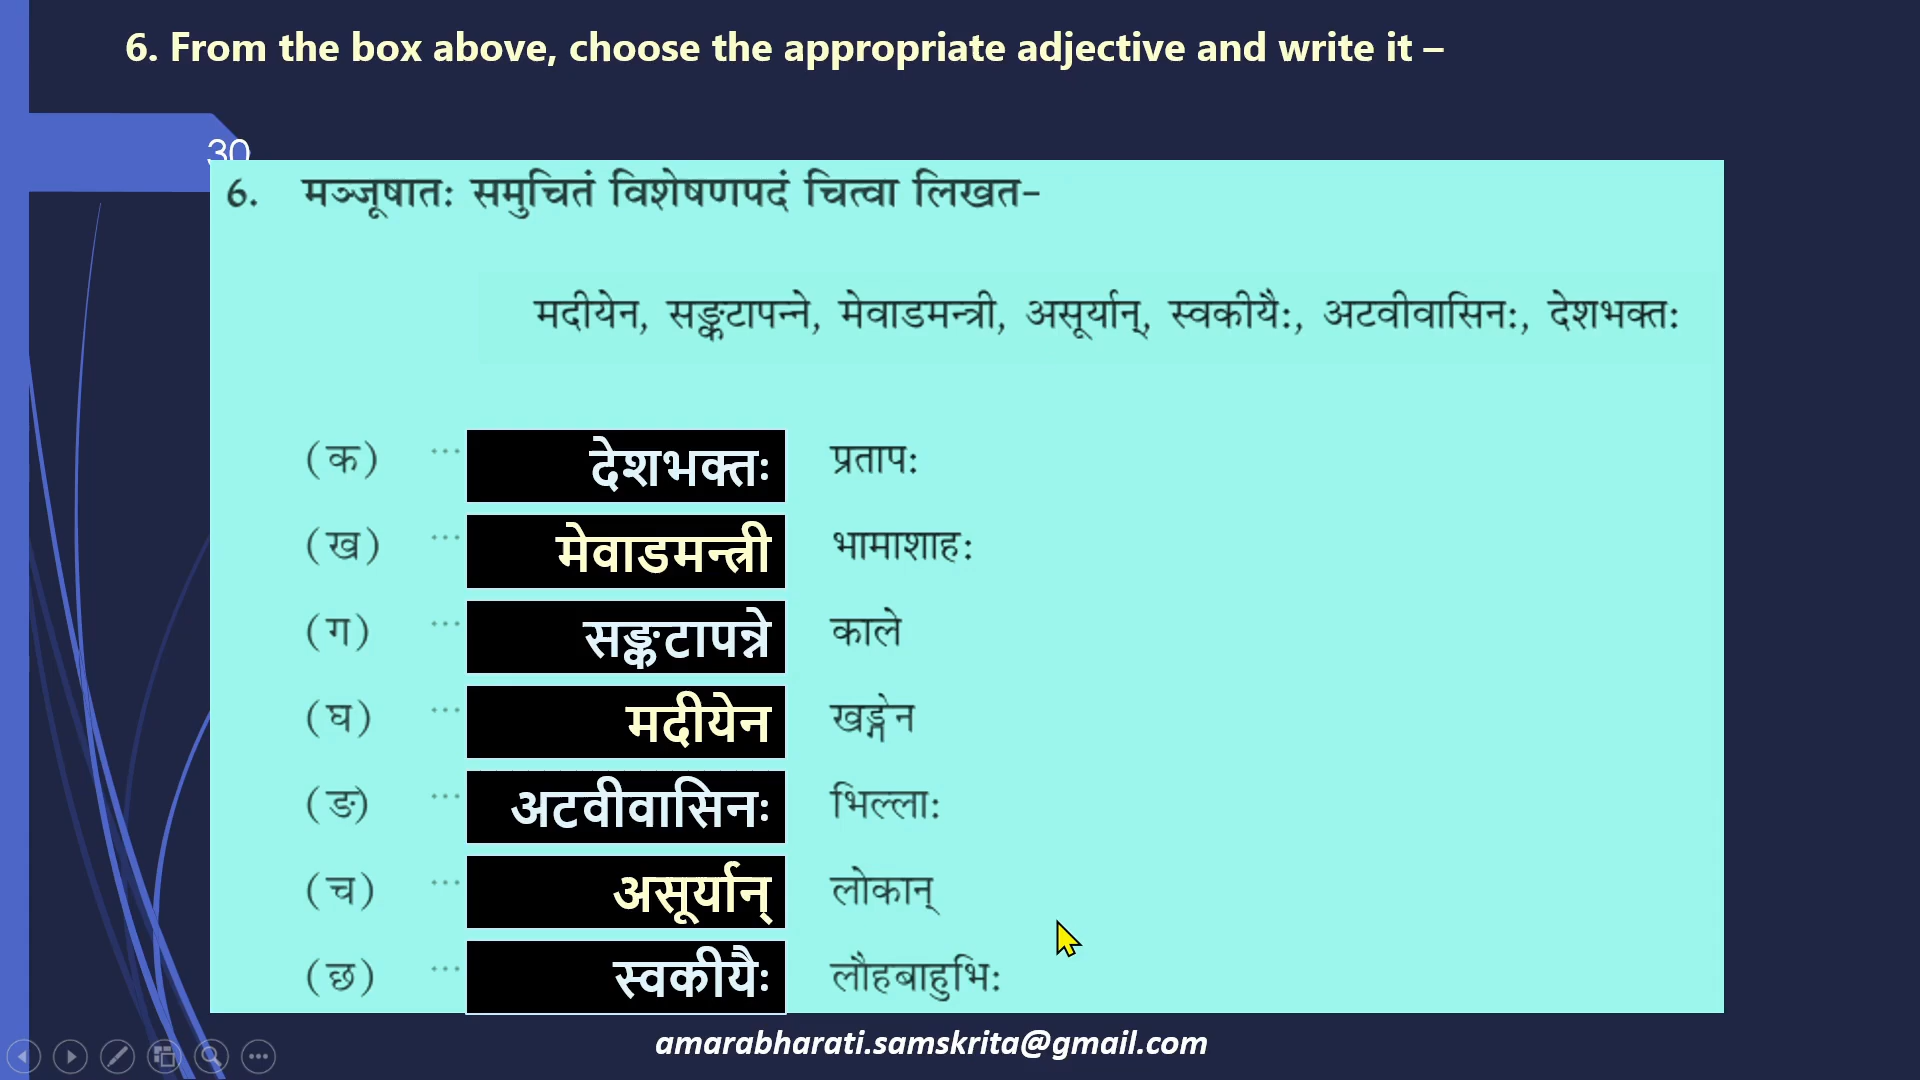 6. From the box above, choose the appropriate adjective and write it –
30
6. मञ्जूषातः समुचितं विशेषणपदं चित्वा लिखत–
मदीयेन, सङ्कटापन्ने, मेवाडमन्त्री, असूर्यान्, स्वकीयैः, अटवीवासिनः, देशभक्तः
(क) ... देशभक्तः प्रतापः
(ख) ... मेवाडमन्त्री भामाशाहः
(ग) ... सङ्कटापन्ने काले
(घ) ... मदीयेन खड्गेन
(ङ) ... अटवीवासिनः भिल्लाः
(च) ... असूर्यान् लोकान्
(छ) ... स्वकीयैः लौहबाहुभिः
amarabharati.samskrita@gmail.com